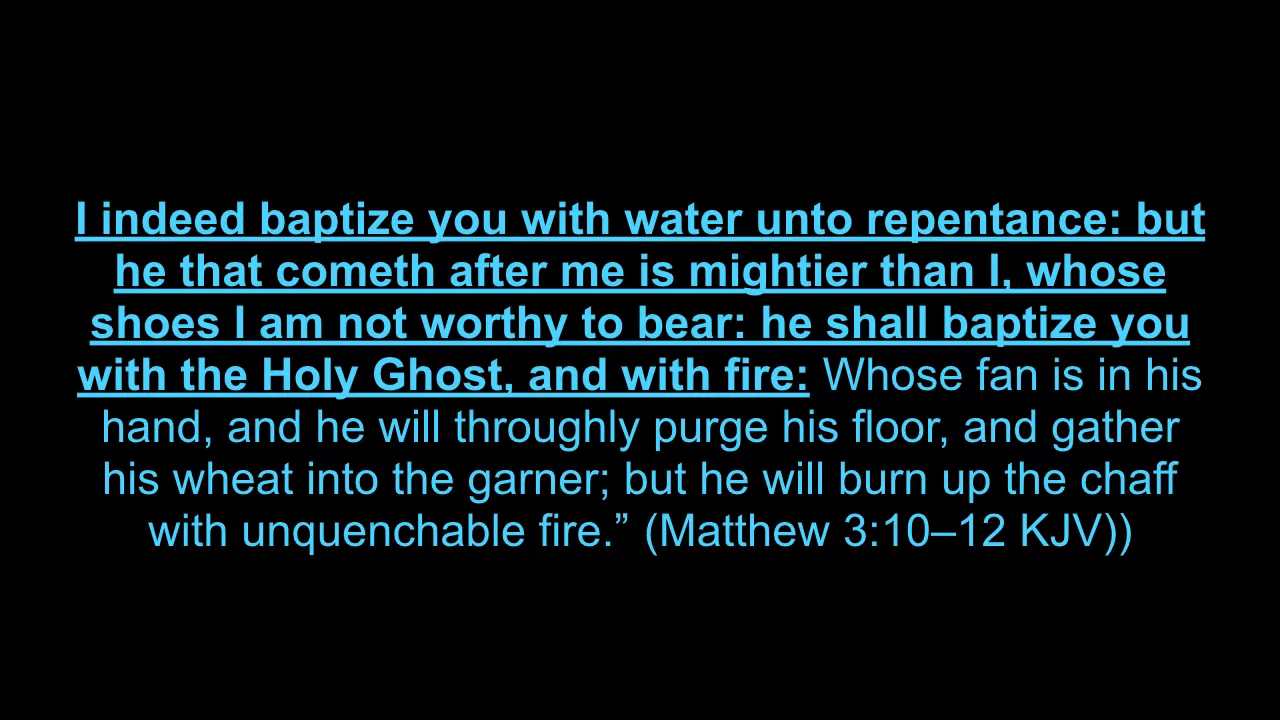 I indeed baptize you with water unto repentance: but
he that cometh after me is mightier than I, whose
shoes I am not worthy to bear: he shall baptize you
with the Holy Ghost, and with fire: Whose fan is in his
hand, and he will throughly purge his floor, and gather
his wheat into the garner; but he will burn up the chaff
with unquenchable fire.” (Matthew 3:10–12 KJV))